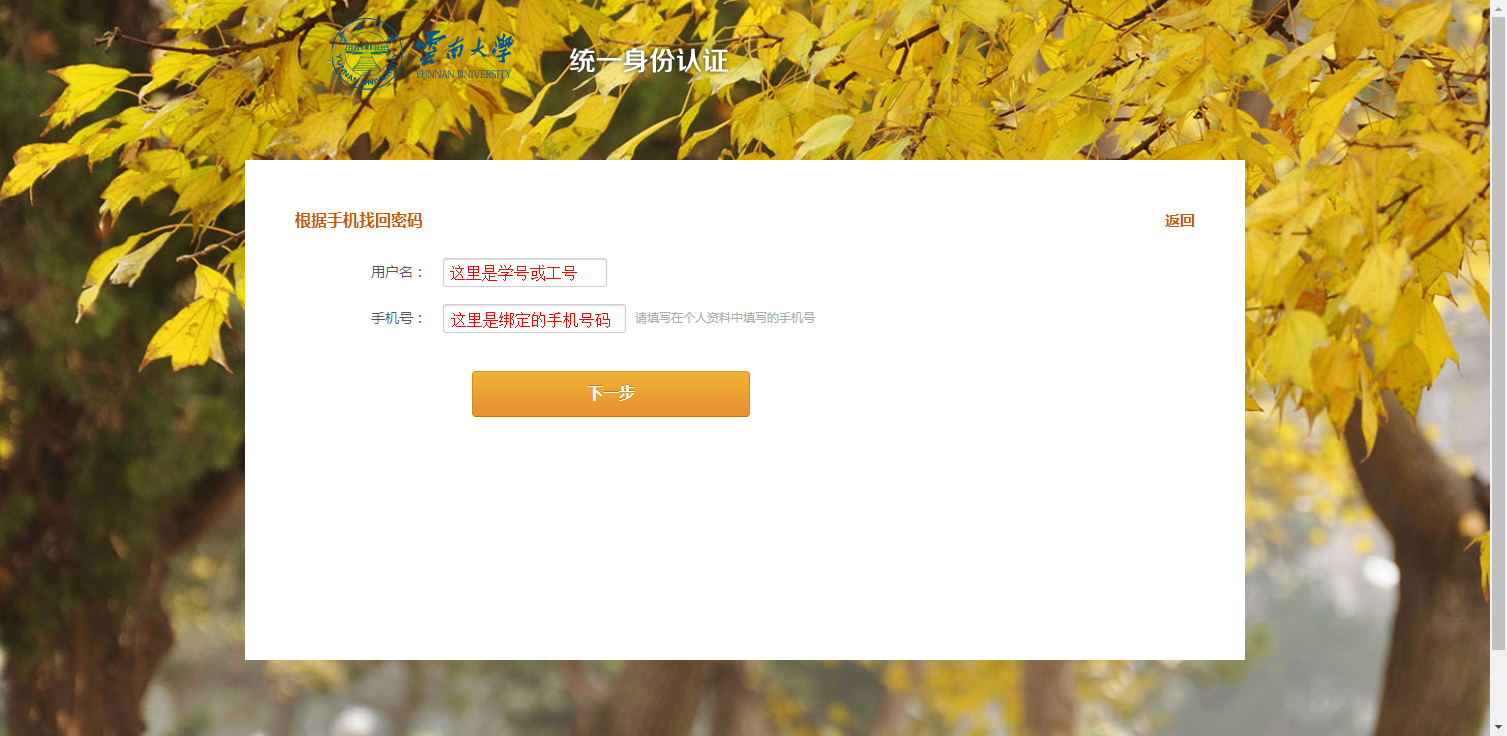 雲南大學
YUNNAN UNIVERSITY
YUNNAN UNIVERSITY
统一身份认证
根据手机找回密码
返回
用户名：
这里是学号或工号
手机号：
这里是绑定的手机号码
请填写在个人资料中填写的手机号
下一步